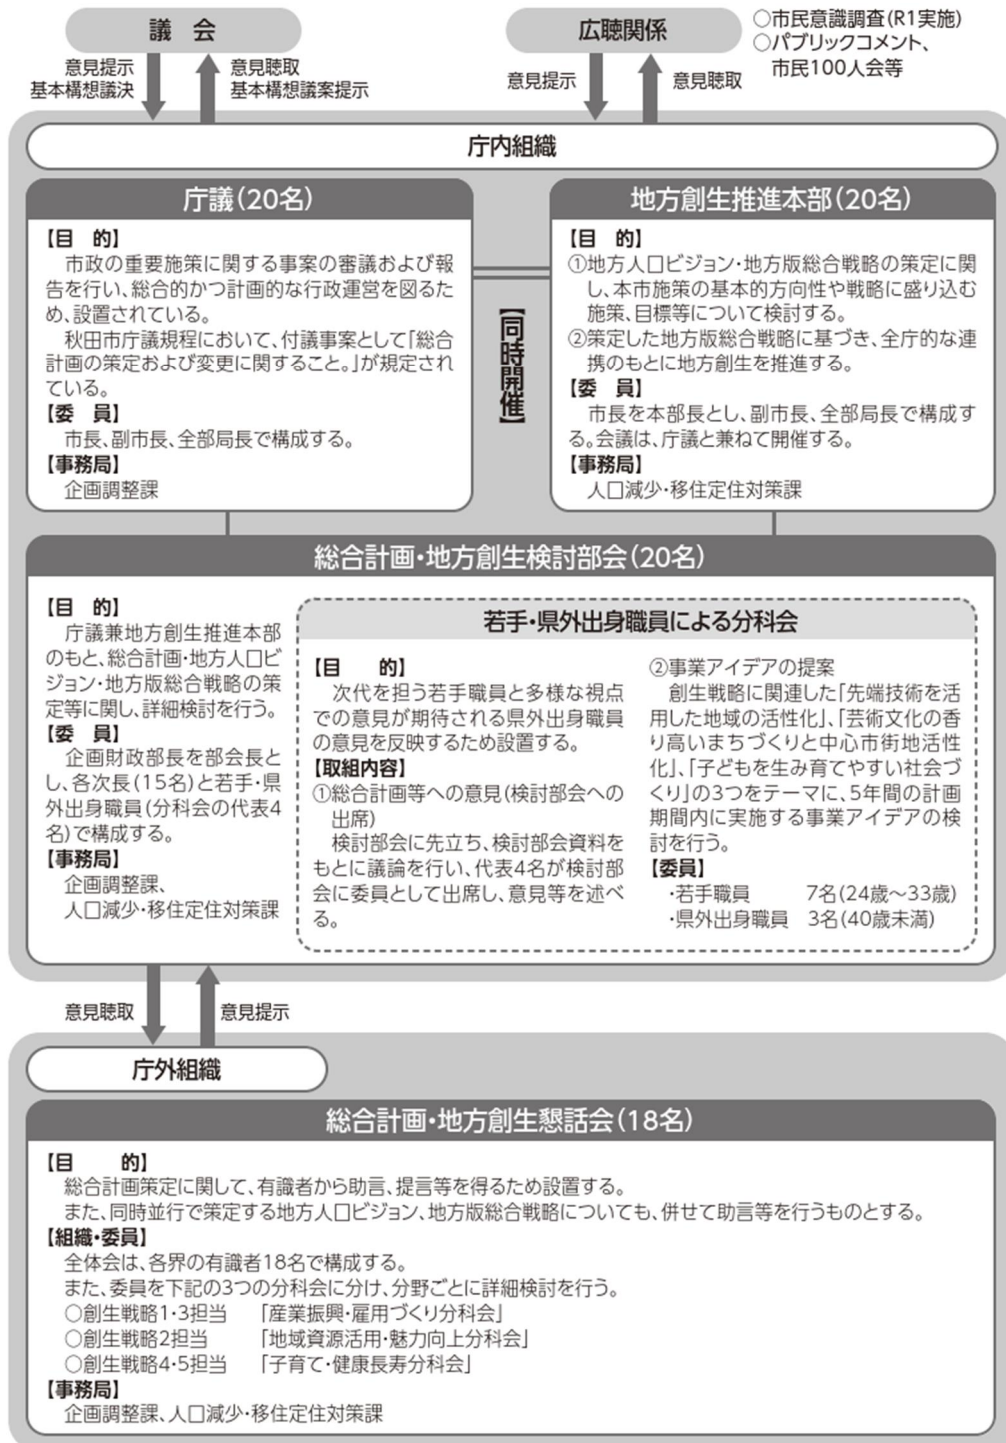 議 会
意見提示
基本構想議決
意見聴取
基本構想議案提示
広聴関係
意見提示
意見聴取
○市民意識調査(R1実施)
○パブリックコメント、
市民100人会等
庁内組織
庁議(20名)
【目 的】
市政の重要施策に関する事案の審議および報
告を行い、総合的かつ計画的な行政運営を図るた
め、設置されている。
秋田市庁議規程において、付議事案として「総合
計画の策定および変更に関すること。」が規定され
ている。
【委 員】
市長、副市長、全部局長で構成する。
【事務局】
企画調整課
【同時開催】
地方創生推進本部(20名)
【目 的】
①地方人口ビジョン・地方版総合戦略の策定に関
し、本市施策の基本的方向性や戦略に盛り込む
施策、目標等について検討する。
②策定した地方版総合戦略に基づき、全庁的な連
携のもとに地方創生を推進する。
【委 員】
市長を本部長とし、副市長、全部局長で構成す
る。会議は、庁議と兼ねて開催する。
【事務局】
人口減少・移住定住対策課
総合計画・地方創生検討部会(20名)
【目 的】
庁議兼地方創生推進本部
のもと、総合計画・地方人口ビ
ジョン・地方版総合戦略の策
定等に関し、詳細検討を行う。
【委 員】
企画財政部長を部会長と
し、各次長(15名)と若手・県
外出身職員(分科会の代表4
名)で構成する。
【事務局】
企画調整課、
人口減少・移住定住対策課
若手・県外出身職員による分科会
【目 的】
次代を担う若手職員と多様な視点
での意見が期待される県外出身職員
の意見を反映するため設置する。
【取組内容】
①総合計画等への意見(検討部会への
出席)
検討部会に先立ち、検討部会資料を
もとに議論を行い、代表4名が検討部
会に委員として出席し、意見等を述べ
る。
②事業アイデアの提案
創生戦略に関連した「先端技術を活
用した地域の活性化」、「芸術文化の香
り高いまちづくりと中心市街地活性
化」、「子どもを生み育てやすい社会づ
くり」の3つをテーマに、5年間の計画
期間内に実施する事業アイデアの検
討を行う。
【委員】
・若手職員 7名(24歳～33歳)
・県外出身職員 3名(40歳未満)
意見聴取
意見提示
庁外組織
総合計画・地方創生懇話会(18名)
【目 的】
総合計画策定に関して、有識者から助言、提言等を得るため設置する。
また、同時並行で策定する地方人口ビジョン、地方版総合戦略についても、併せて助言等を行うものとする。
【組織・委員】
全体会は、各界の有識者18名で構成する。
また、委員を下記の3つの分科会に分け、分野ごとに詳細検討を行う。
○創生戦略1・3担当 「産業振興・雇用づくり分科会」
○創生戦略2担当 「地域資源活用・魅力向上分科会」
○創生戦略4・5担当 「子育て・健康長寿分科会」
【事務局】
企画調整課、人口減少・移住定住対策課